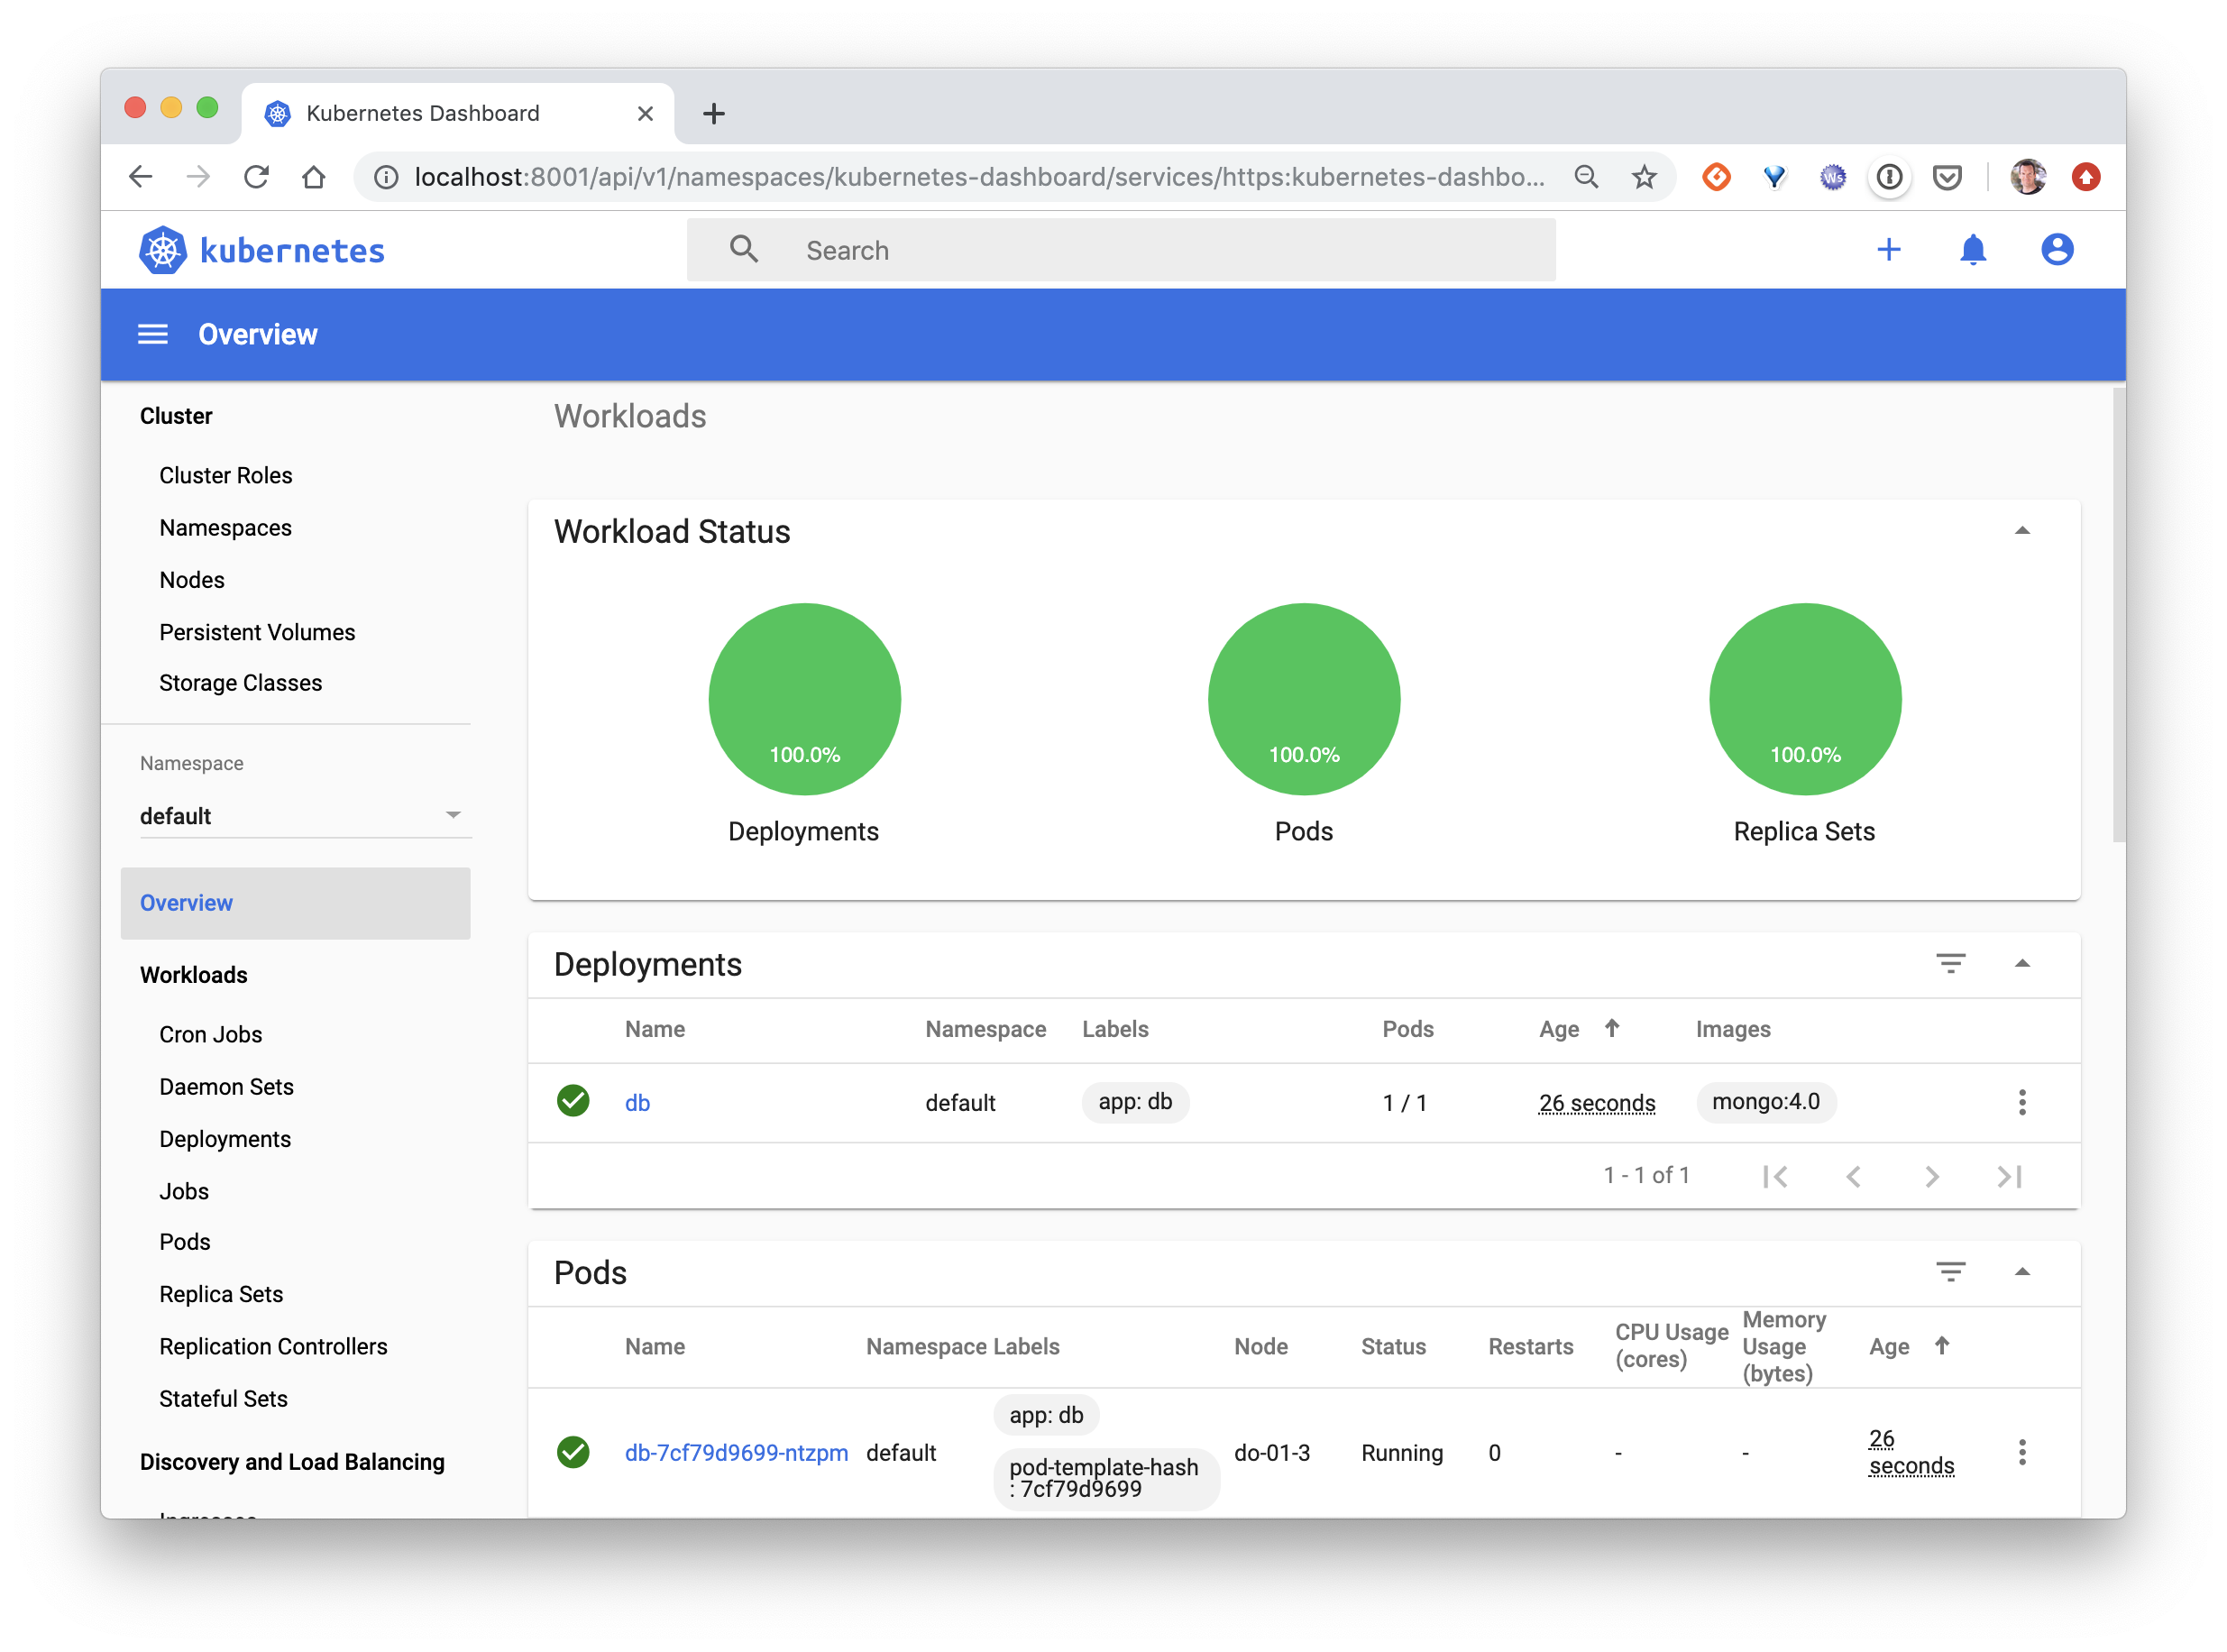 Kubernetes Dashboard
localhost:8001/api/v1/namespaces/kubernetes-dashboard/services/https:kubernetes-dashbo...
Ws
kubernetes
Search
Overview
Cluster
Cluster Roles
Namespaces
Nodes
Persistent Volumes
Storage Classes
Namespace
default
Overview
Workloads
Cron Jobs
Daemon Sets
Deployments
Jobs
Pods
Replica Sets
Replication Controllers
Stateful Sets
Discovery and Load Balancing
Ingresses
Workloads
Workload Status
100.0% 100.0% 100.0%
Deployments Pods Replica Sets
Deployments
Name Namespace Labels Pods Age Images
db default app: db 1 / 1 26 seconds mongo:4.0
1 - 1 of 1
Pods
Name Namespace Labels Node Status Restarts CPU Usage (cores) Memory Usage (bytes) Age
db-7cf79d9699-ntzpm default app: db do-01-3 Running 0 - - 26 seconds
pod-template-hash
: 7cf79d9699